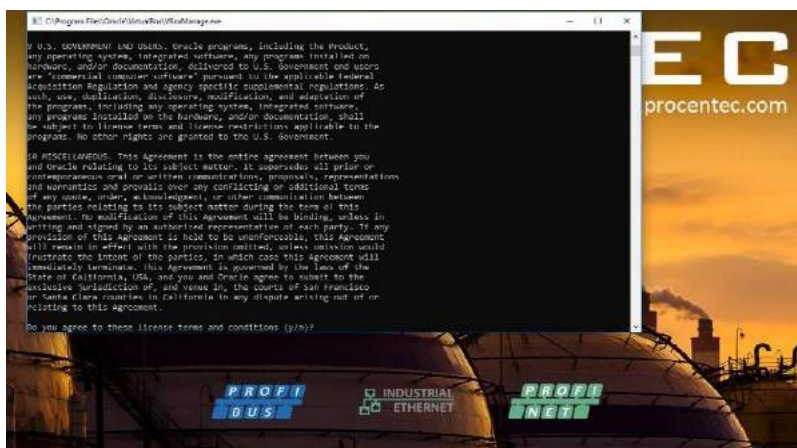 C:\Program Files\Oracle\VirtualBox\VBoxManage.exe
9 U.S. GOVERNMENT END USERS. Oracle programs, including the Product,
any operating system, integrated software, any programs installed on
hardware, and/or documentation, delivered to U.S. Government end users
are "commercial computer software" pursuant to the applicable Federal
Acquisition Regulation and agency-specific supplemental regulations. As
such, use, duplication, disclosure, modification, and adaptation of
the programs, including any operating system, integrated software,
any programs installed on the hardware, and/or documentation, shall
be subject to license terms and license restrictions applicable to the
programs. No other rights are granted to the U.S. Government.
10 MISCELLANEOUS. This Agreement is the entire agreement between you
and Oracle relating to its subject matter. It supersedes all prior or
contemporaneous oral or written communications, proposals, representations
and warranties and prevails over any conflicting or additional terms
of any quote, order, acknowledgment, or other communication between
the parties relating to its subject matter during the term of this
Agreement. No modification of this Agreement will be binding, unless in
writing and signed by an authorized representative of each party. If any
provision of this Agreement is held to be unenforceable, this Agreement
will remain in effect with the provision omitted, unless omission would
frustrate the intent of the parties, in which case this Agreement will
immediately terminate. This Agreement is governed by the laws of the
State of California, USA, and you and Oracle agree to submit to the
exclusive jurisdiction of, and venue in, the courts of San Francisco
or Santa Clara counties in California in any dispute arising out of or
relating to this Agreement.
Do you agree to these license terms and conditions (y/n)?
EC
procentec.com
PROFI
BUS
INDUSTRIAL
ETHERNET
PROFI
NET